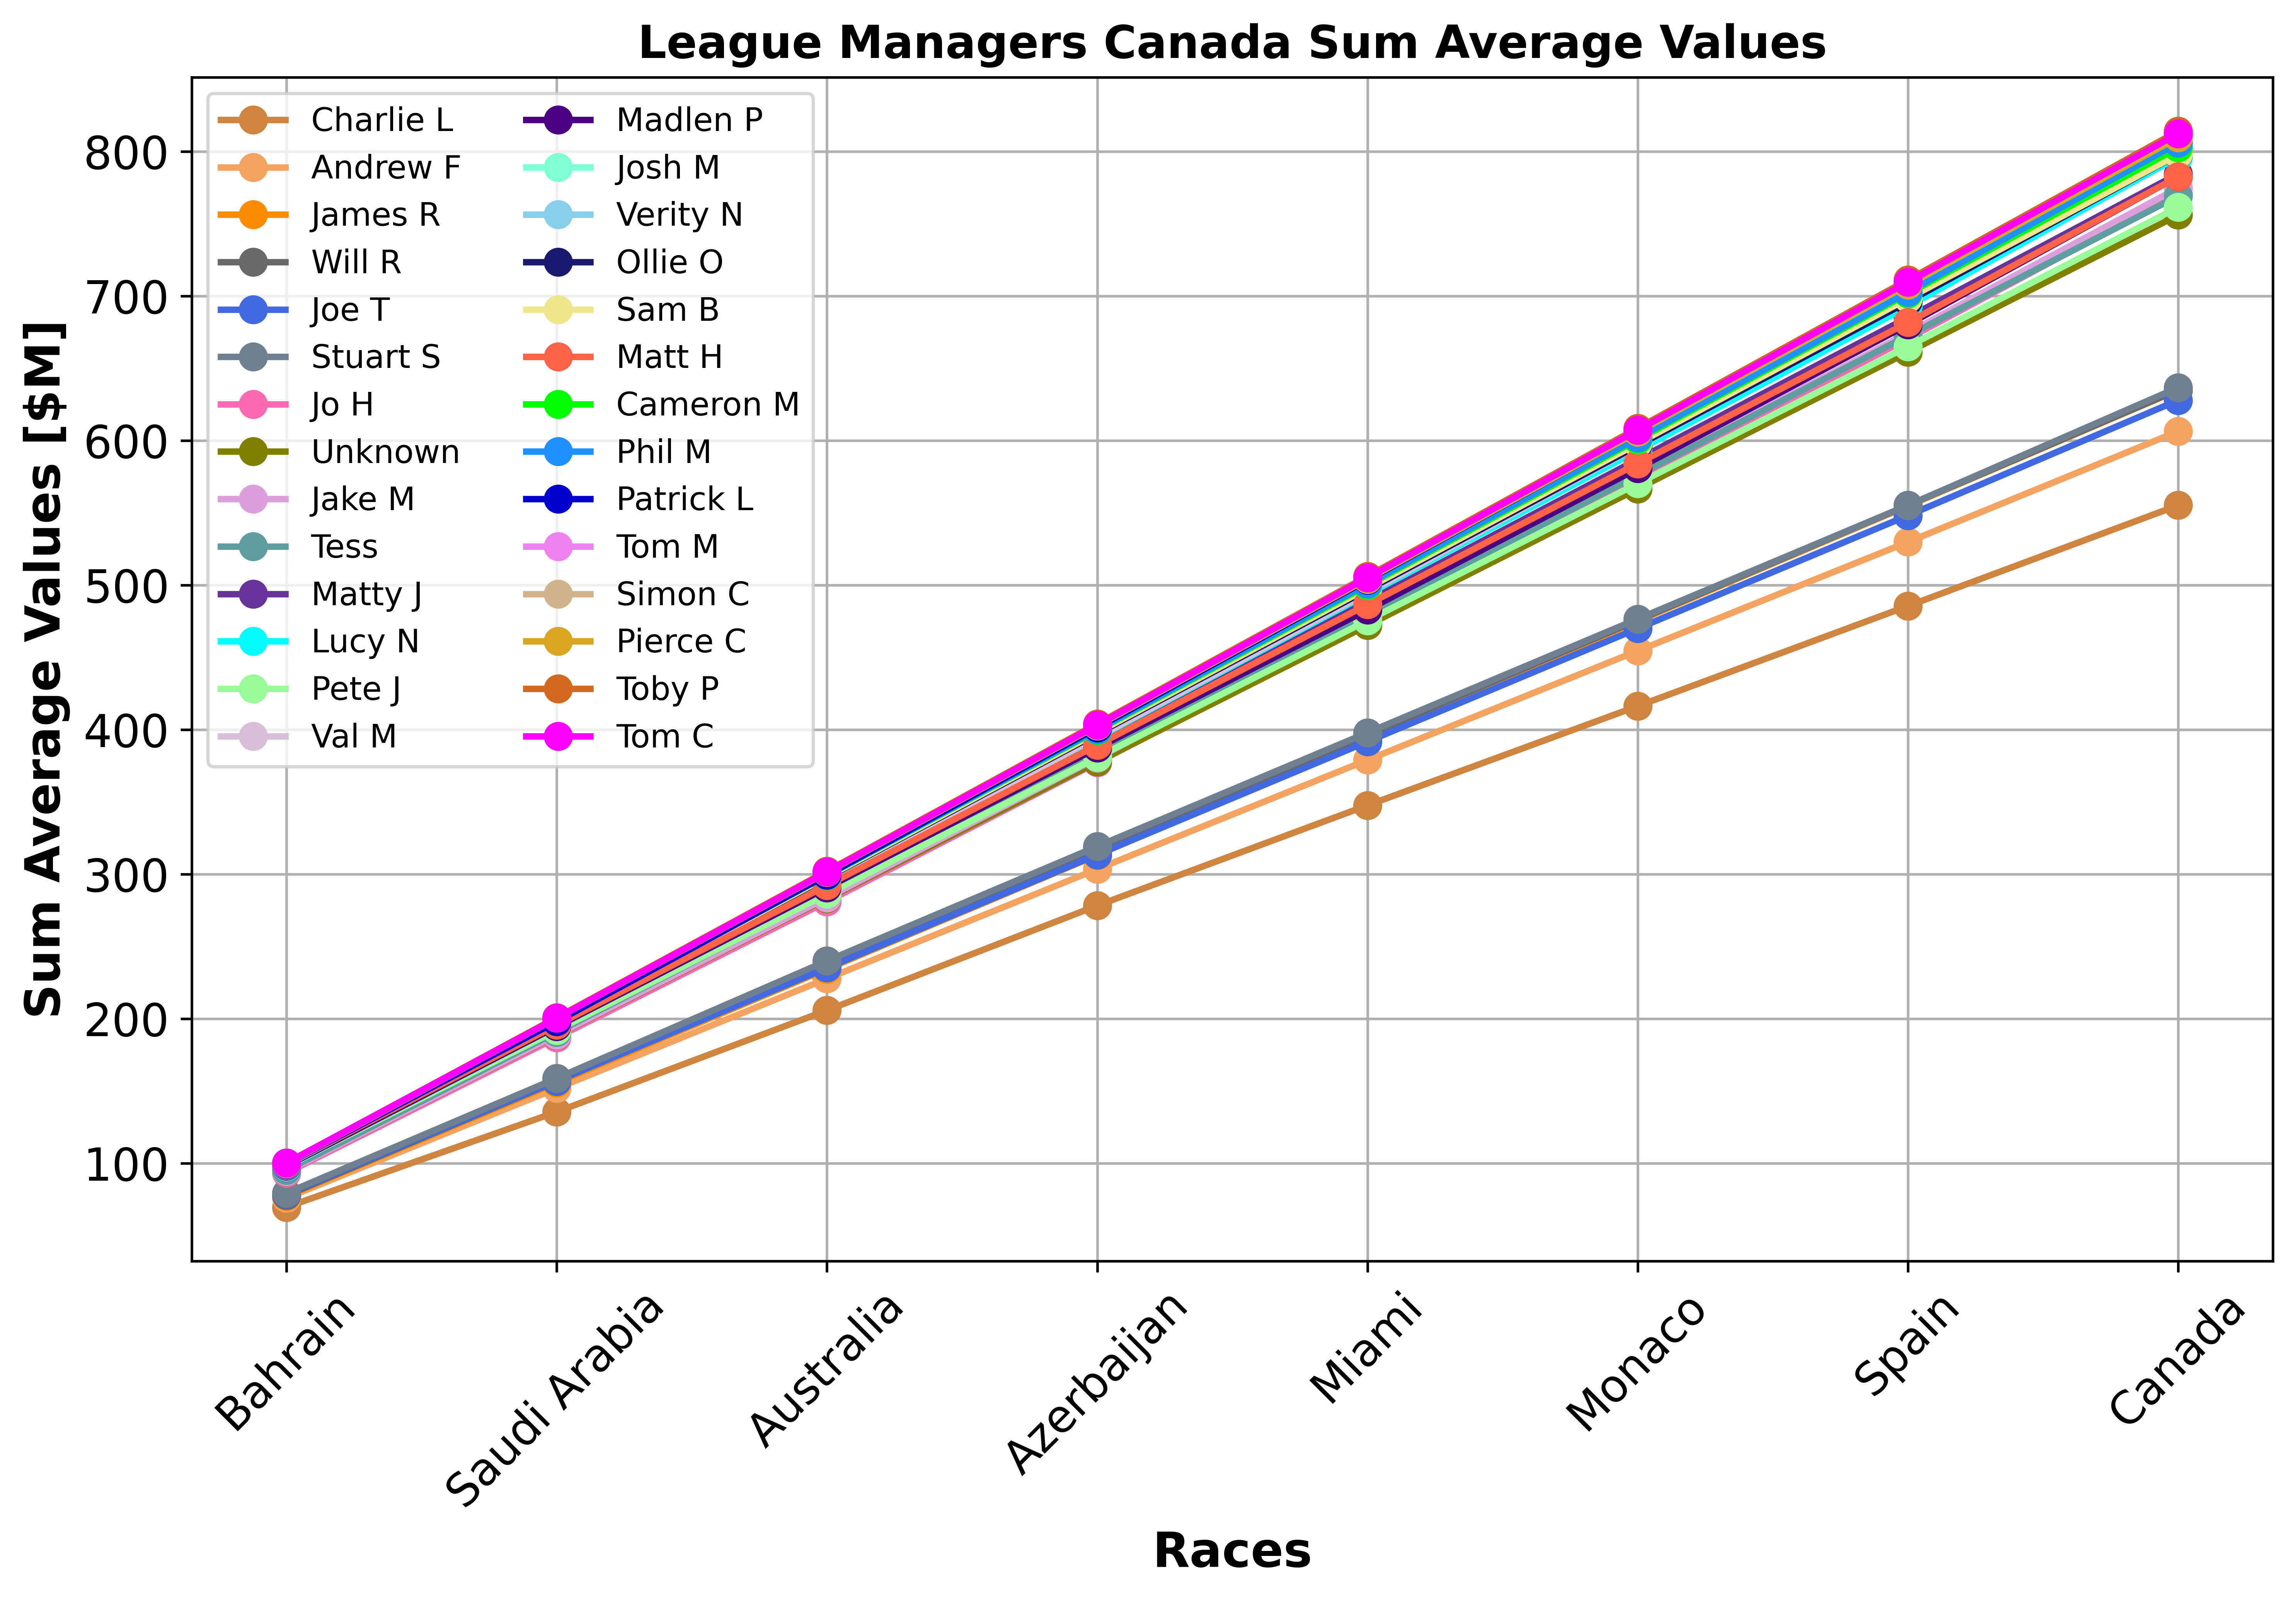 League Managers Canada Sum Average Values
Sum Average Values [$M]
800
700
600
500
400
300
200
100
Charlie L
Andrew F
James R
Will R
Joe T
Stuart S
Jo H
Unknown
Jake M
Tess
Matty J
Lucy N
Pete J
Val M
Madlen P
Josh M
Verity N
Ollie O
Sam B
Matt H
Cameron M
Phil M
Patrick L
Tom M
Simon C
Pierce C
Toby P
Tom C
Bahrain
Saudi Arabia
Australia
Azerbaijan
Miami
Monaco
Spain
Canada
Races